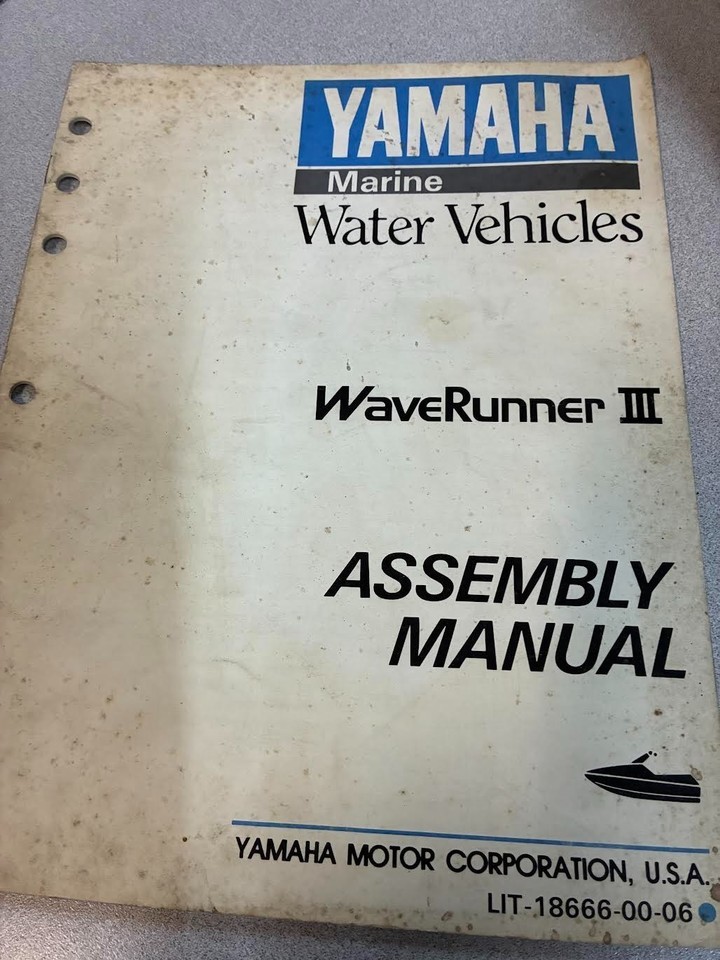 YAMAHA
Marine
Water Vehicles
WaveRunner III
ASSEMBLY
MANUAL
YAMAHA MOTOR CORPORATION, U.S.A.
LIT-18666-00-06